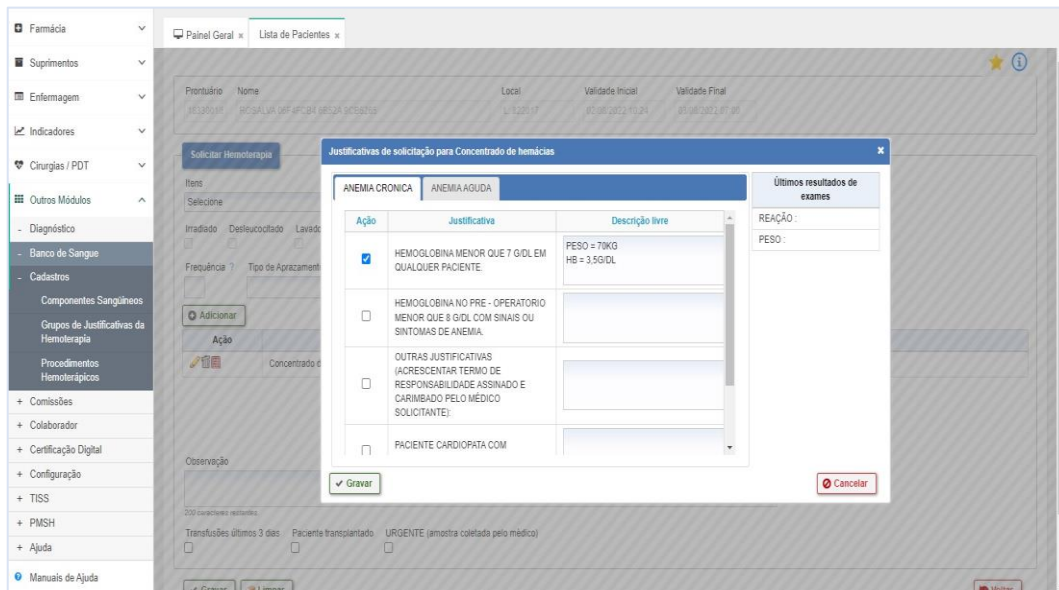 Farmácia
Suprimentos
Enfermagem
Indicadores
Cirurgias / PDT
Outros Módulos
- Diagnóstico
- Banco de Sangue
- Cadastros
Componentes Sangüíneos
Grupos de Justificativas da
Hemoterapia
Procedimentos
Hemoterápicos
+ Comissões
+ Colaborador
+ Certificação Digital
+ Configuração
+ TISS
+ PMSH
+ Ajuda
Manuais de Ajuda
Painel Geral x
Lista de Pacientes x
Prontuário Nome Local Validade Inicial Validade Final
Solicitar Hemoterapia
Itens
Selecione
Irradiado Desleucocitado Lavado
Frequência ? Tipo de Aprazament
Adicionar
Ação
Concentrado d
Observação
200 caracteres restantes
Transfusões últimos 3 dias Paciente transplantado URGENTE (amostra coletada pelo médico)
Gravar Limpar Voltar
Justificativas de solicitação para Concentrado de hemácias x
ANEMIA CRONICA ANEMIA AGUDA
Ação Justificativa Descrição livre
HEMOGLOBINA MENOR QUE 7 G/DL EM
QUALQUER PACIENTE.
PESO = 70KG
HB = 3,5G/DL
HEMOGLOBINA NO PRE - OPERATORIO
MENOR QUE 8 G/DL COM SINAIS OU
SINTOMAS DE ANEMIA.
OUTRAS JUSTIFICATIVAS
(ACRESCENTAR TERMO DE
RESPONSABILIDADE ASSINADO E
CARIMBADO PELO MÉDICO
SOLICITANTE):
PACIENTE CARDIOPATA COM
Últimos resultados de
exames
REAÇÃO :
PESO :
Gravar
Cancelar